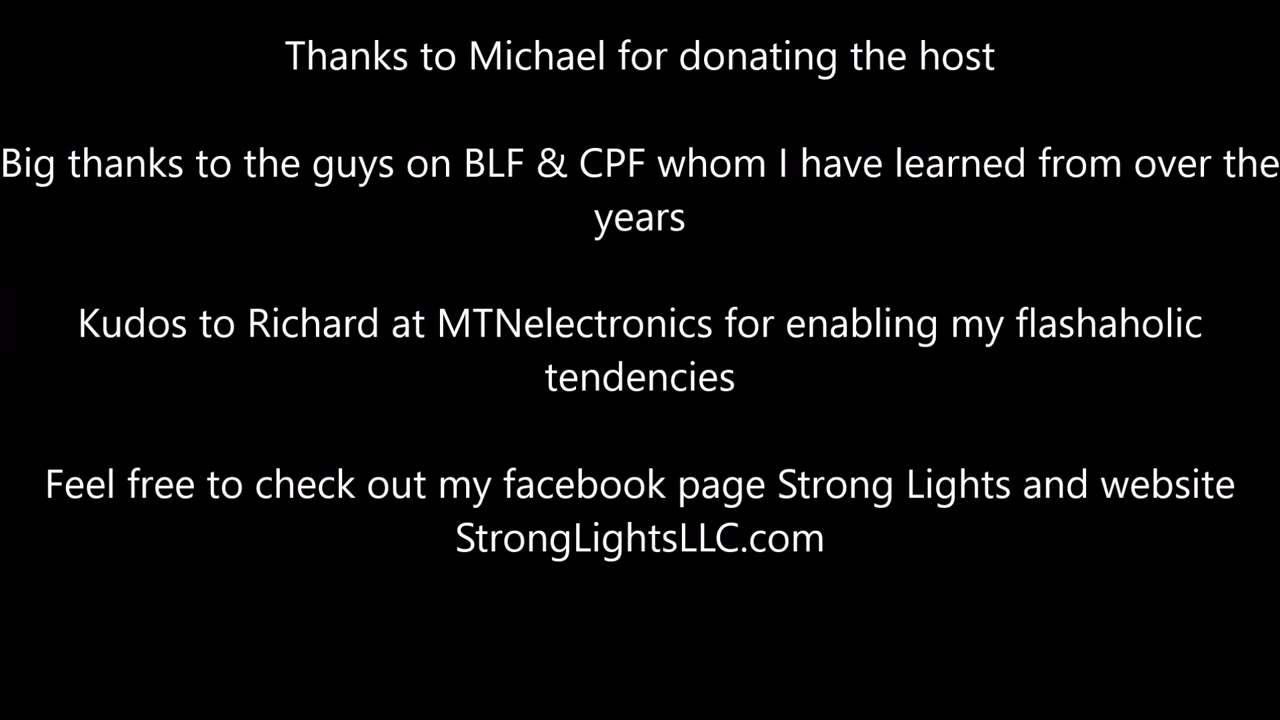 Thanks to Michael for donating the host
Big thanks to the guys on BLF & CPF whom I have learned from over the
years
Kudos to Richard at MTNelectronics for enabling my flashaholic
tendencies
Feel free to check out my facebook page Strong Lights and website
StrongLightsLLC.com